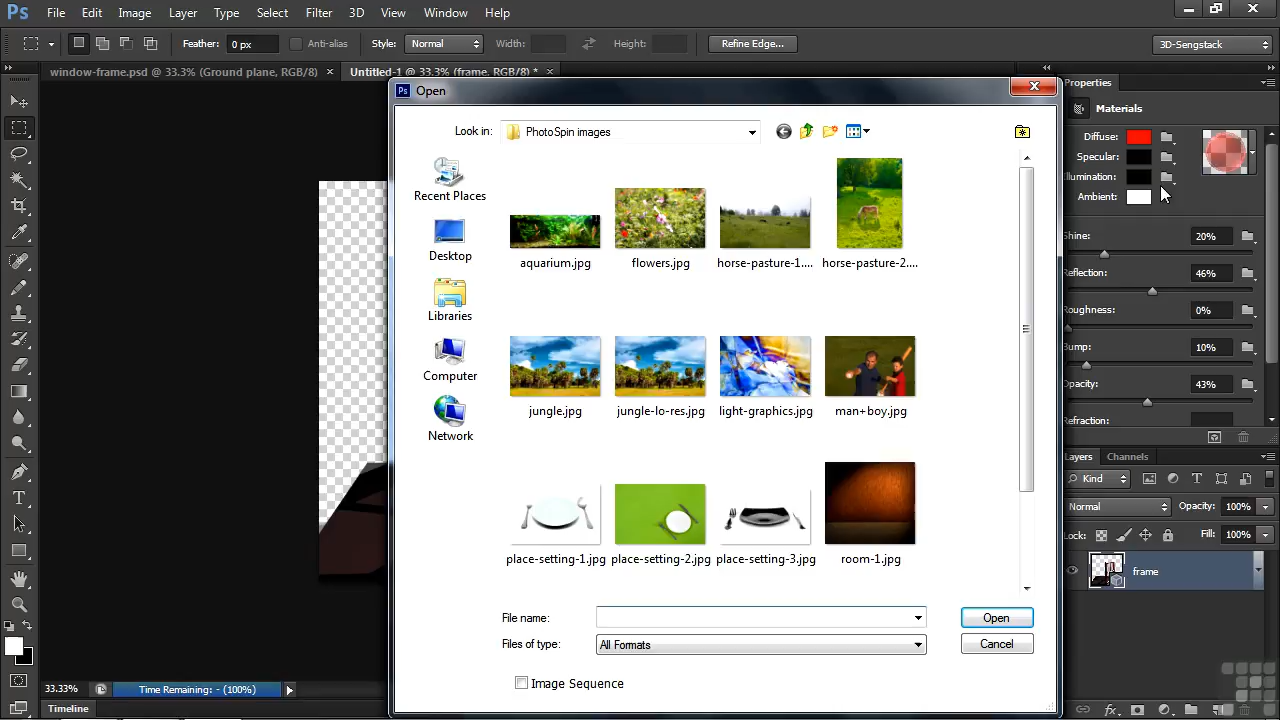 Ps File Edit Image Layer Type Select Filter 3D View Window Help
Feather: 0 px Anti-alias Style: Normal Width: Height: Refine Edge... 3D-Sengstack
window-frame.psd @ 33.3% (Ground plane, RGB/8) × Untitled-1 @ 33.3% (frame, RGB/8) * ×
Ps Open
Look in: PhotoSpin images
Recent Places
Desktop
Libraries
Computer
Network
aquarium.jpg flowers.jpg horse-pasture-1.... horse-pasture-2....
jungle.jpg jungle-lo-res.jpg light-graphics.jpg man+boy.jpg
place-setting-1.jpg place-setting-2.jpg place-setting-3.jpg room-1.jpg
File name: Open
Files of type: All Formats Cancel
Image Sequence
Properties
Materials
Diffuse:
Specular:
Illumination:
Ambient:
Shine: 20%
Reflection: 46%
Roughness: 0%
Bump: 10%
Opacity: 43%
Refraction:
Layers Channels
Kind
Normal Opacity: 100%
Lock: Fill: 100%
frame
33.33% Time Remaining: - (100%)
Timeline